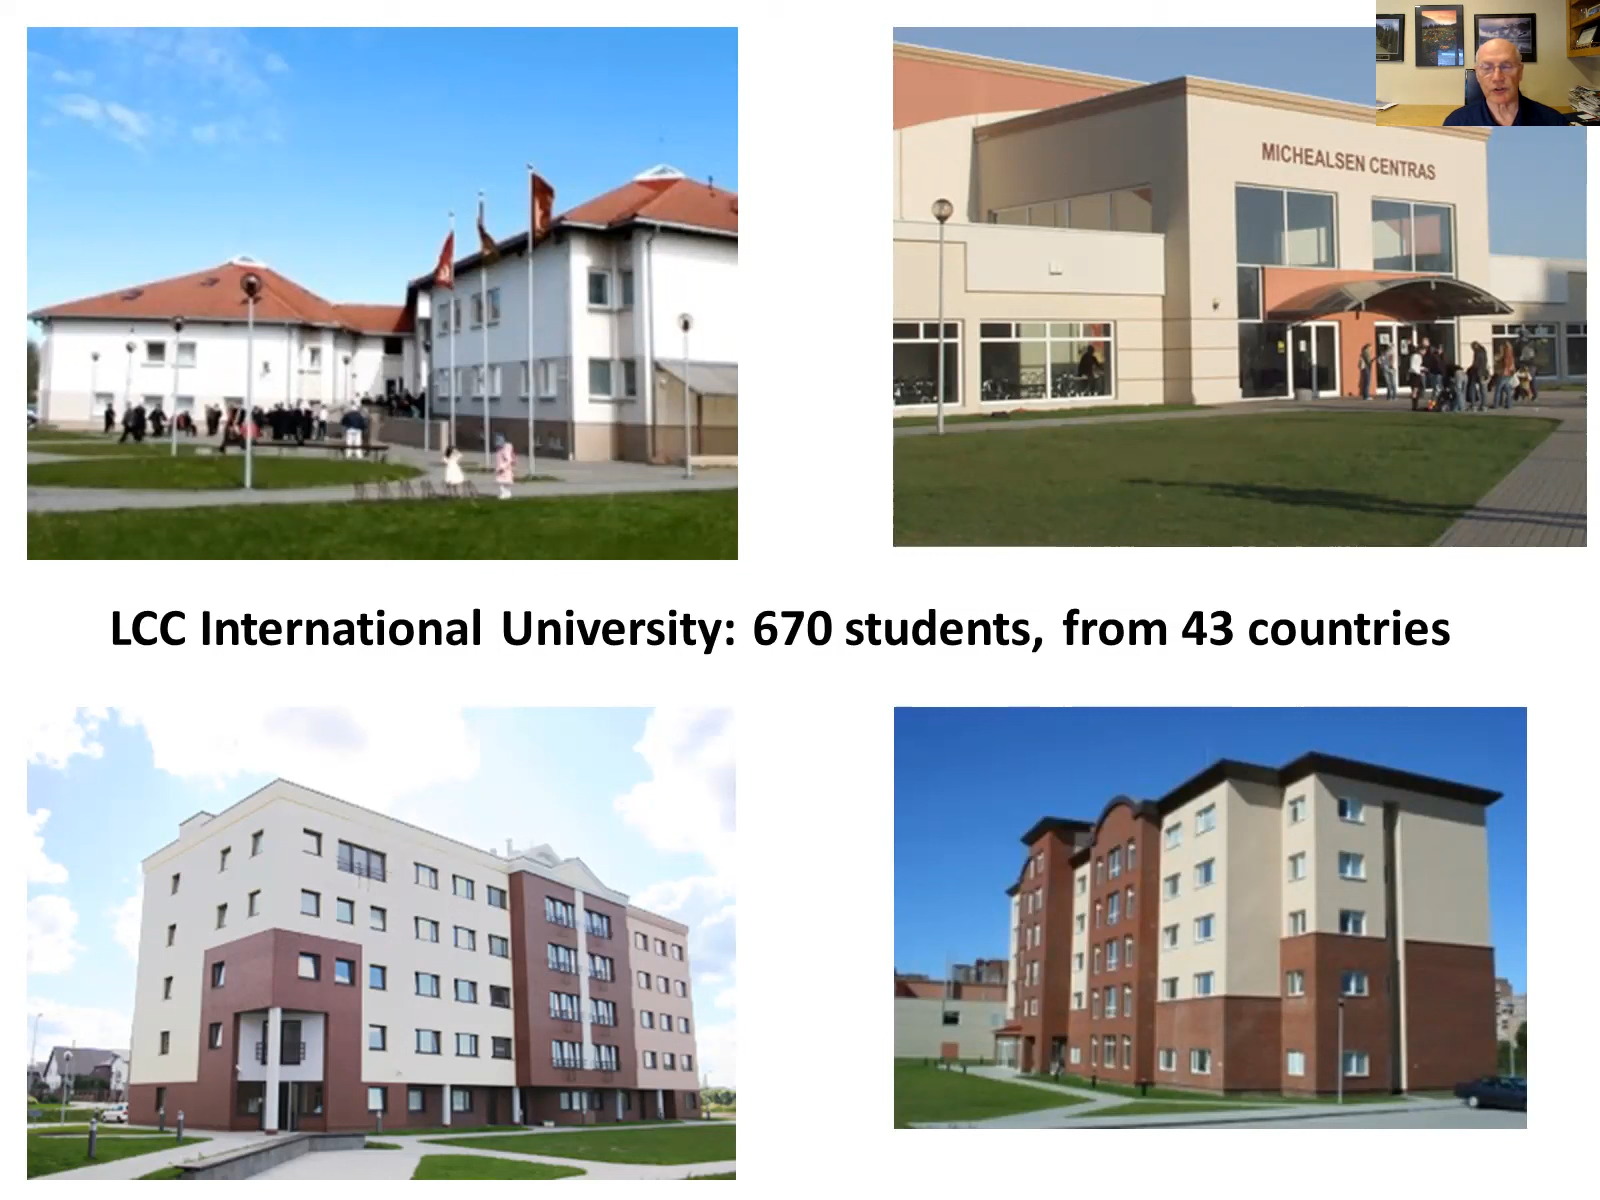 MICHEALSEN CENTRAS
LCC International University: 670 students, from 43 countries